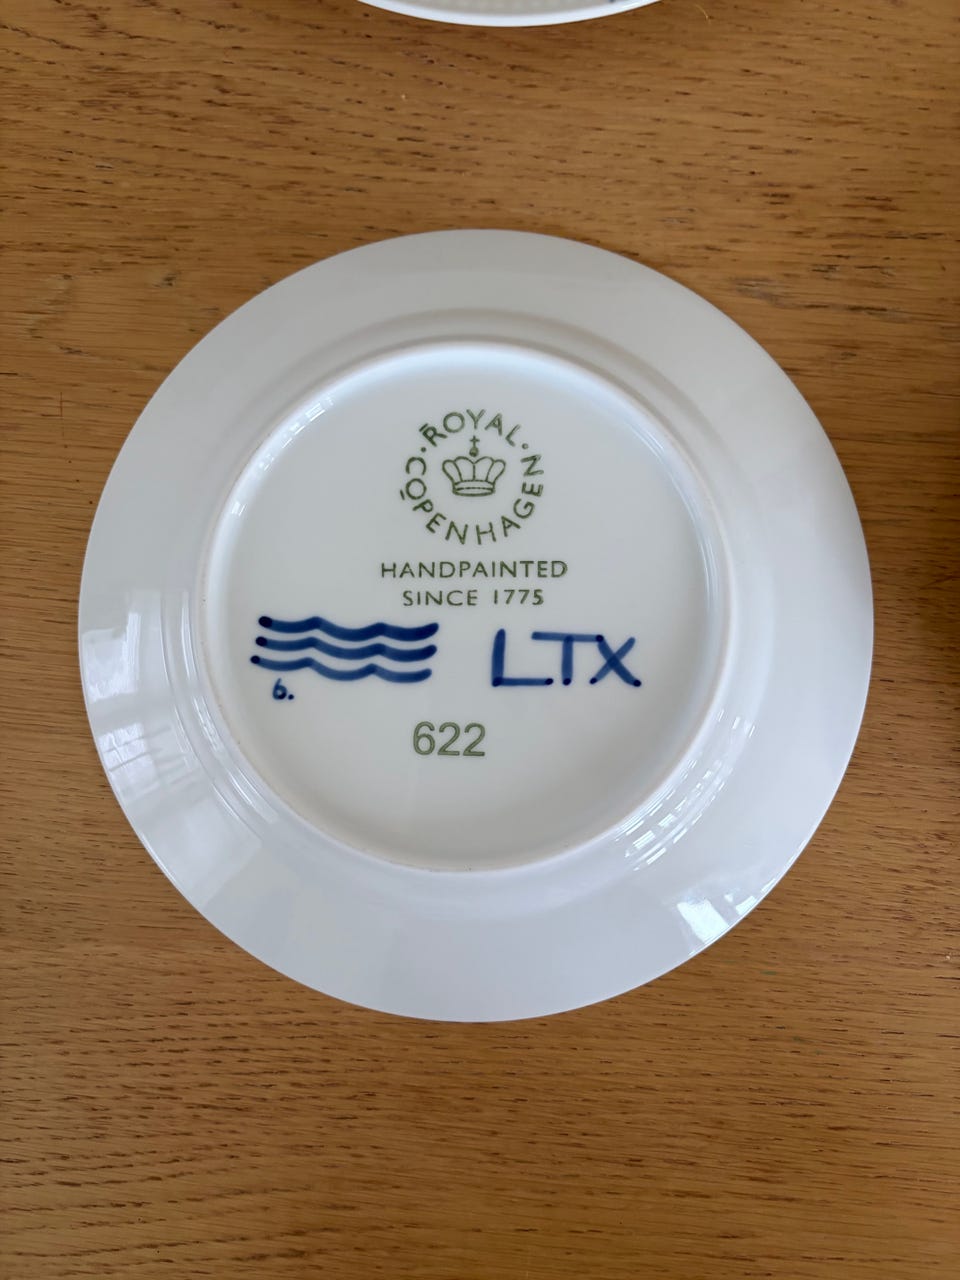 ROYAL
COPENHAGEN
HANDPAINTED
SINCE 1775
LTX
6.
622